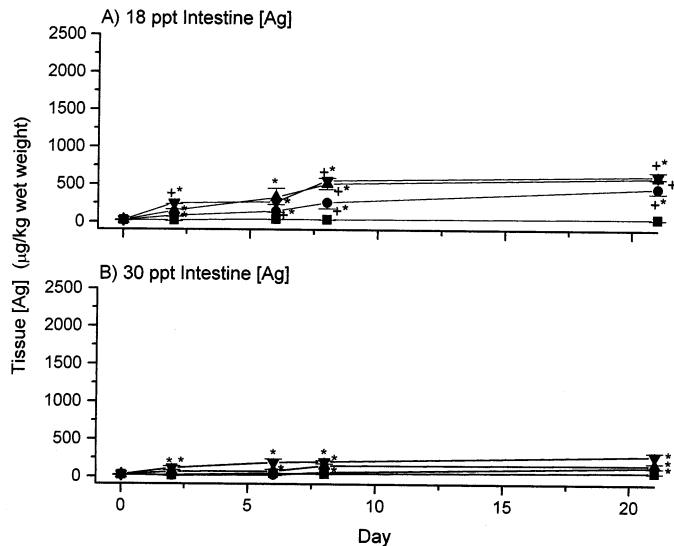 A) 18 ppt Intestine [Ag]
2500
2000
1500
1000
500
0
Tissue [Ag] (µg/kg wet weight)
B) 30 ppt Intestine [Ag]
2500
2000
1500
1000
500
0
0 5 10 15 20
Day